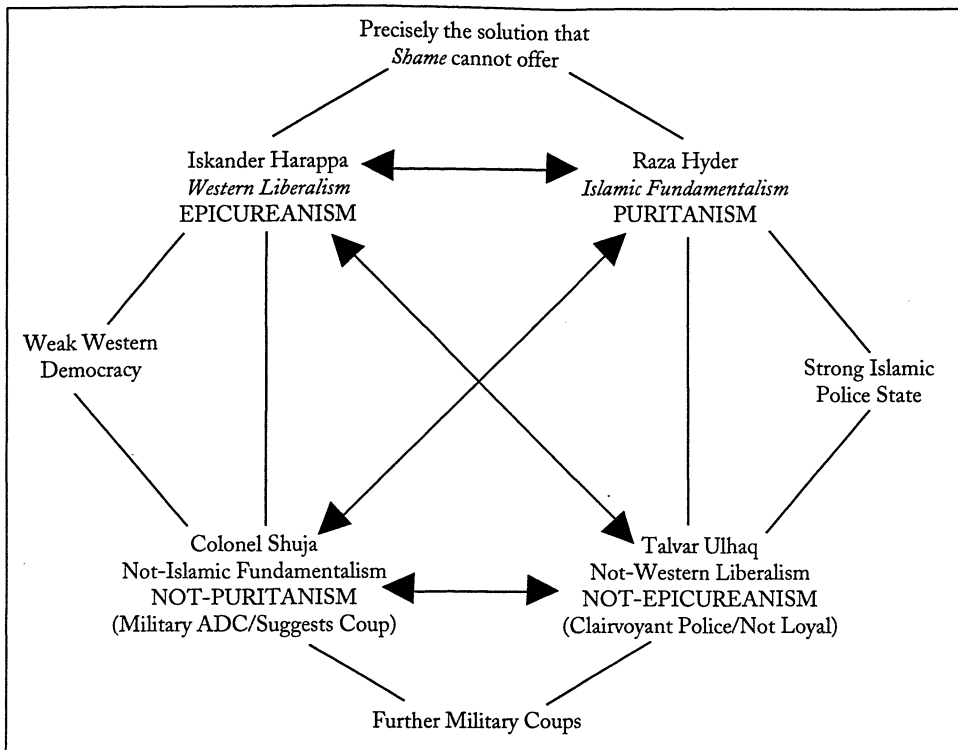 Precisely the solution that
Shame cannot offer
Iskander Harappa
Western Liberalism
EPICUREANISM
Raza Hyder
Islamic Fundamentalism
PURITANISM
Weak Western
Democracy
Strong Islamic
Police State
Colonel Shuja
Not-Islamic Fundamentalism
NOT-PURITANISM
(Military ADC/Suggests Coup)
Talvar Ulhaq
Not-Western Liberalism
NOT-EPICUREANISM
(Clairvoyant Police/Not Loyal)
Further Military Coups